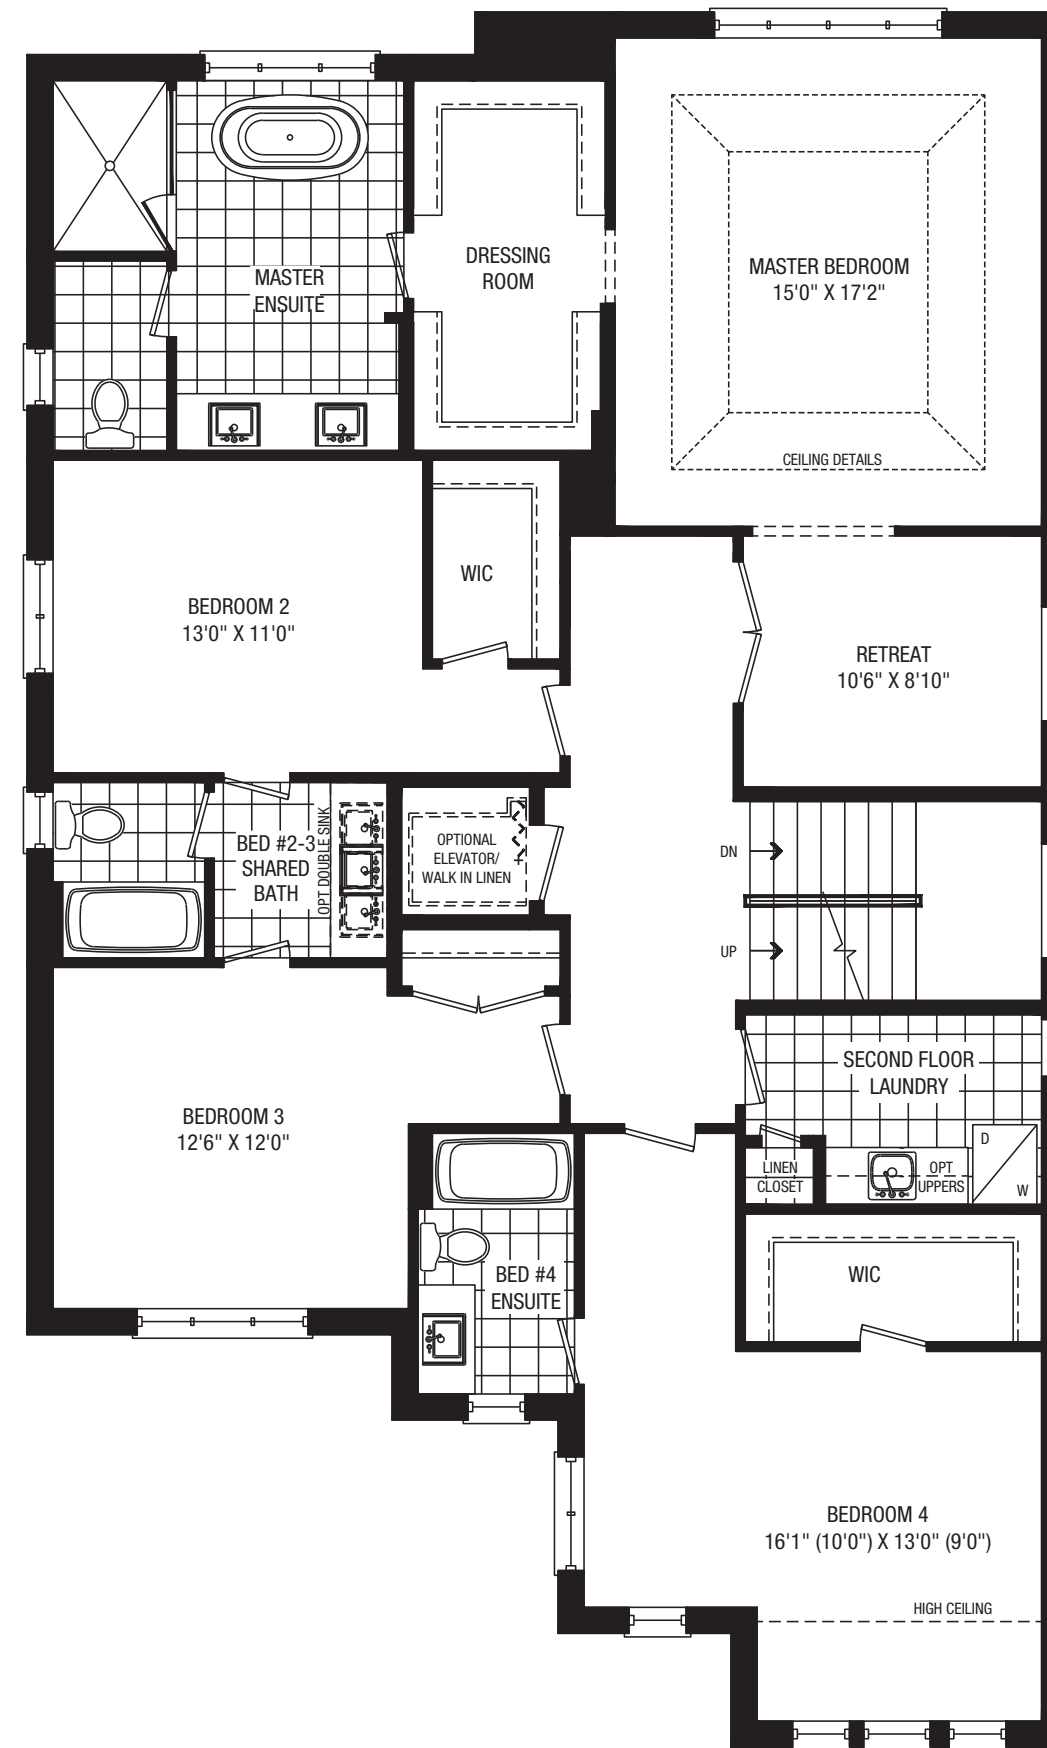 MASTER
ENSUITE
DRESSING
ROOM
MASTER BEDROOM
15'0" X 17'2"
CEILING DETAILS
WIC
BEDROOM 2
13'0" X 11'0"
RETREAT
10'6" X 8'10"
BED #2-3
SHARED
BATH
OPT DOUBLE SINK
OPTIONAL
ELEVATOR/
WALK IN LINEN
DN
UP
SECOND FLOOR
LAUNDRY
BEDROOM 3
12'6" X 12'0"
LINEN
CLOSET
OPT
UPPERS
D
W
BED #4
ENSUITE
WIC
BEDROOM 4
16'1" (10'0") X 13'0" (9'0")
HIGH CEILING